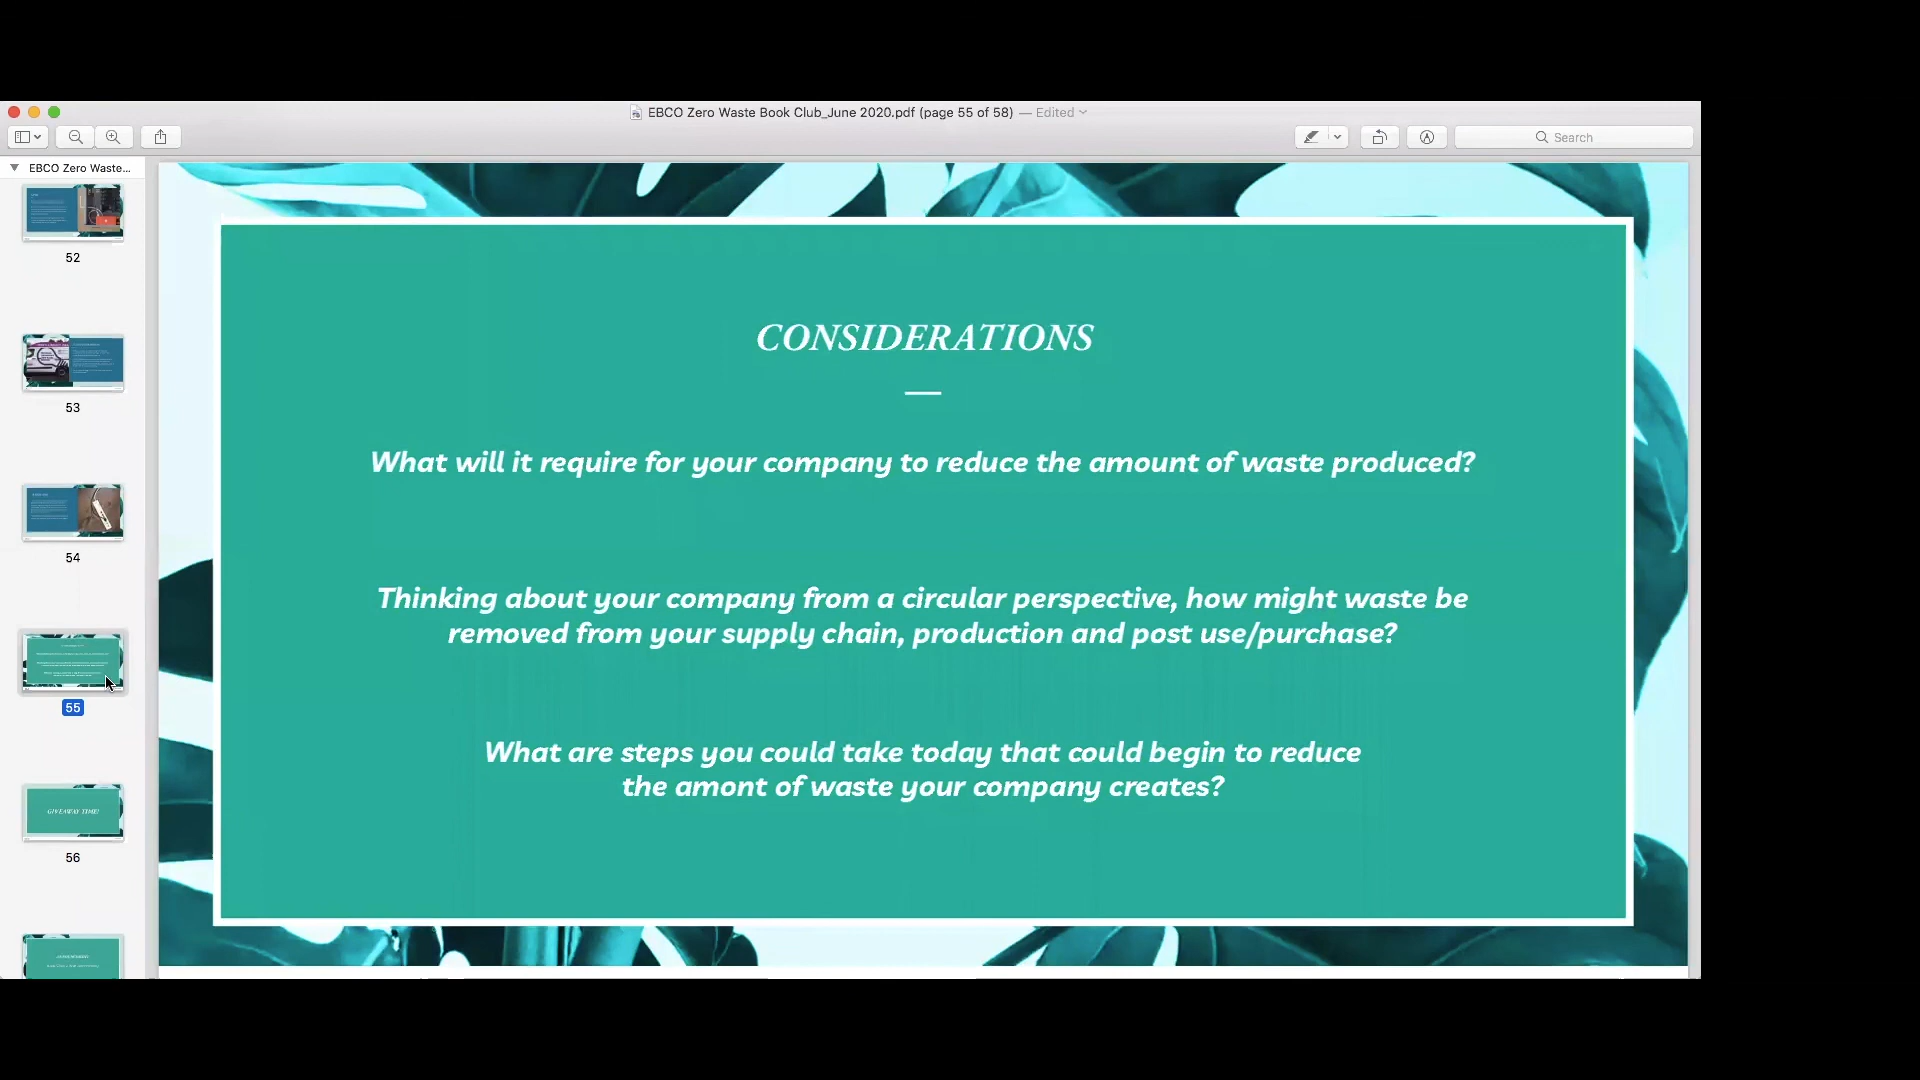 EBCO Zero Waste Book Club_June 2020.pdf (page 55 of 58) — Edited
Search
EBCO Zero Waste...
52
53
54
55
GIVEAWAY TIME!
56
CONSIDERATIONS
What will it require for your company to reduce the amount of waste produced?
Thinking about your company from a circular perspective, how might waste be
removed from your supply chain, production and post use/purchase?
What are steps you could take today that could begin to reduce
the amont of waste your company creates?